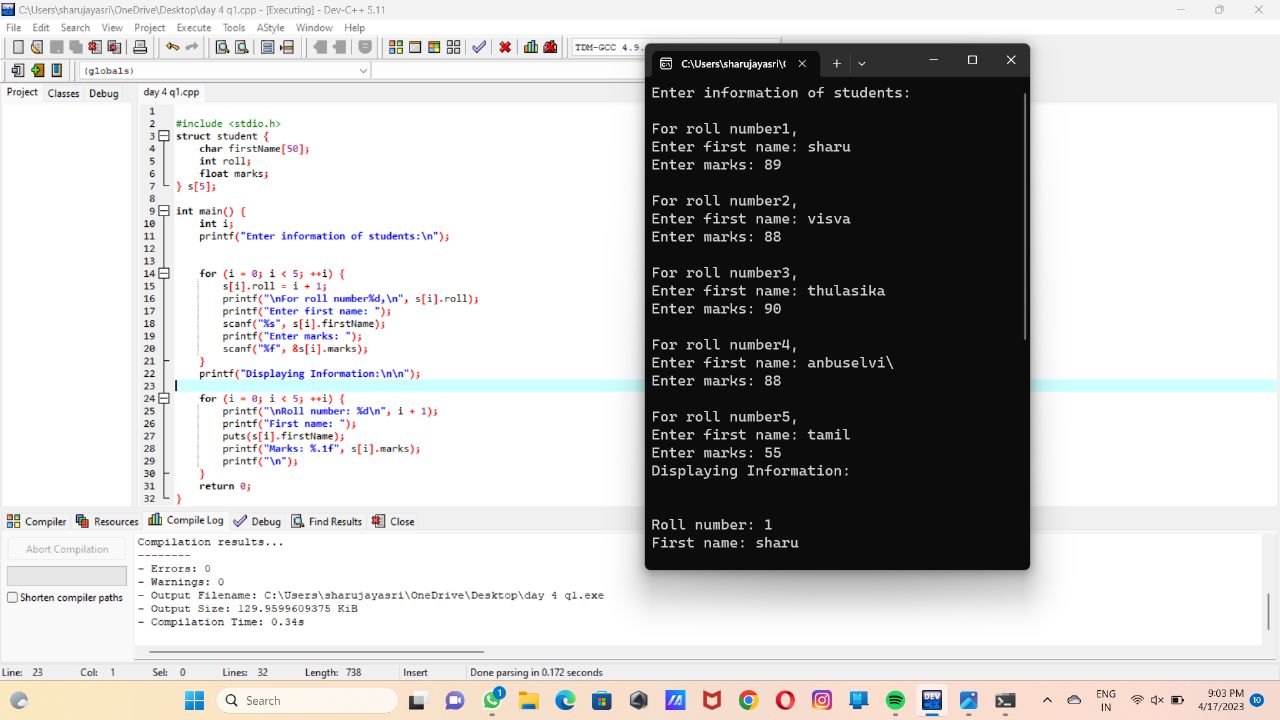 C:\Users\sharujayasri\OneDrive\Desktop\day 4 q1.cpp - [Executing] - Dev-C++ 5.11
File Edit Search View Project Execute Tools AStyle Window Help
TDM-GCC 4.9.
(globals)
Project Classes Debug
day 4 q1.cpp
1
2 #include <stdio.h>
3 struct student {
4 char firstName[50];
5 int roll;
6 float marks;
7 } s[5];
8
9 int main() {
10 int i;
11 printf("Enter information of students:\n");
12
13
14 for (i = 0; i < 5; ++i) {
15 s[i].roll = i + 1;
16 printf("\nFor roll number%d,\n", s[i].roll);
17 printf("Enter first name: ");
18 scanf("%s", s[i].firstName);
19 printf("Enter marks: ");
20 scanf("%f", &s[i].marks);
21 }
22 printf("Displaying Information:\n\n");
23
24 for (i = 0; i < 5; ++i) {
25 printf("\nRoll number: %d\n", i + 1);
26 printf("First name: ");
27 puts(s[i].firstName);
28 printf("Marks: %.1f", s[i].marks);
29 printf("\n");
30 }
31 return 0;
32 }
C:\Users\sharujayasri\(
Enter information of students:
For roll number1,
Enter first name: sharu
Enter marks: 89
For roll number2,
Enter first name: visva
Enter marks: 88
For roll number3,
Enter first name: thulasika
Enter marks: 90
For roll number4,
Enter first name: anbuselvi\
Enter marks: 88
For roll number5,
Enter first name: tamil
Enter marks: 55
Displaying Information:
Roll number: 1
First name: sharu
Compiler Resources Compile Log Debug Find Results Close
Abort Compilation
Shorten compiler paths
Compilation results...
--------
- Errors: 0
- Warnings: 0
- Output Filename: C:\Users\sharujayasri\OneDrive\Desktop\day 4 q1.exe
- Output Size: 129.9599609375 KiB
- Compilation Time: 0.34s
Line: 23 Col: 1 Sel: 0 Lines: 32 Length: 738 Insert Done parsing in 0.172 seconds
Search
1
DEV
ENG
IN
9:03 PM
4/17/2023
10